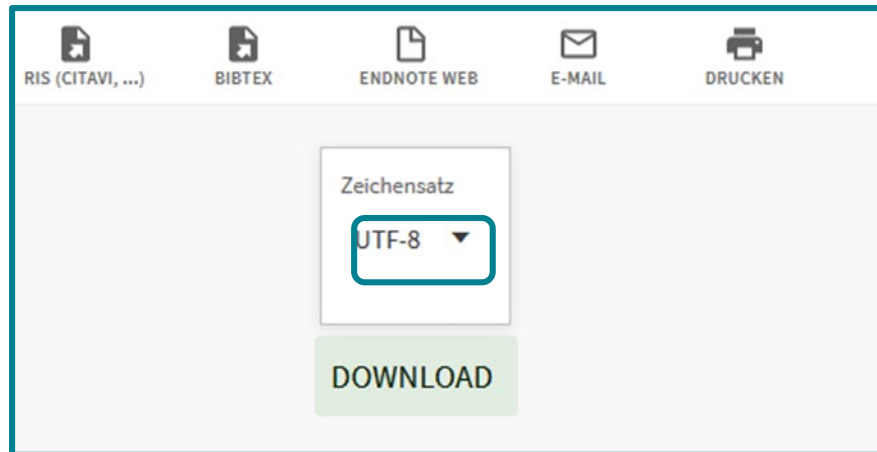 RIS (CITAVI, ...) BIBTEX ENDNOTE WEB E-MAIL DRUCKEN
Zeichensatz
UTF-8
DOWNLOAD